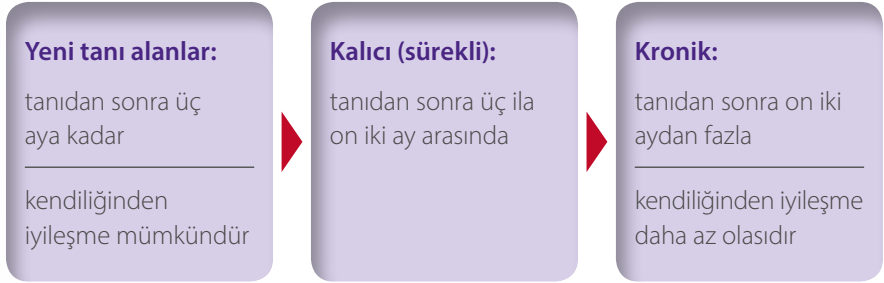 Yeni tanı alanlar:
tanıdan sonra üç
aya kadar
kendiliğinden
iyileşme mümkündür
Kalıcı (sürekli):
tanıdan sonra üç ila
on iki ay arasında
Kronik:
tanıdan sonra on iki
aydan fazla
kendiliğinden iyileşme
daha az olasıdır